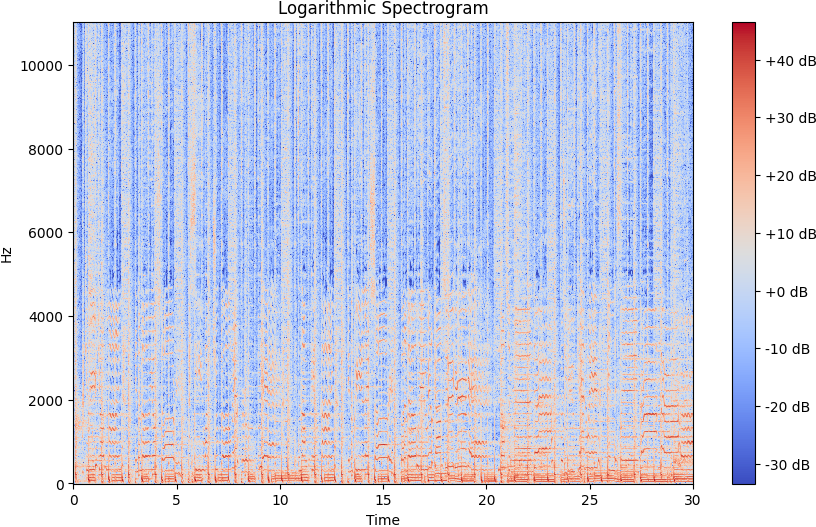 Logarithmic Spectrogram
Hz
10000
8000
6000
4000
2000
0
0 5 10 15 20 25 30
Time
+40 dB
+30 dB
+20 dB
+10 dB
+0 dB
-10 dB
-20 dB
-30 dB